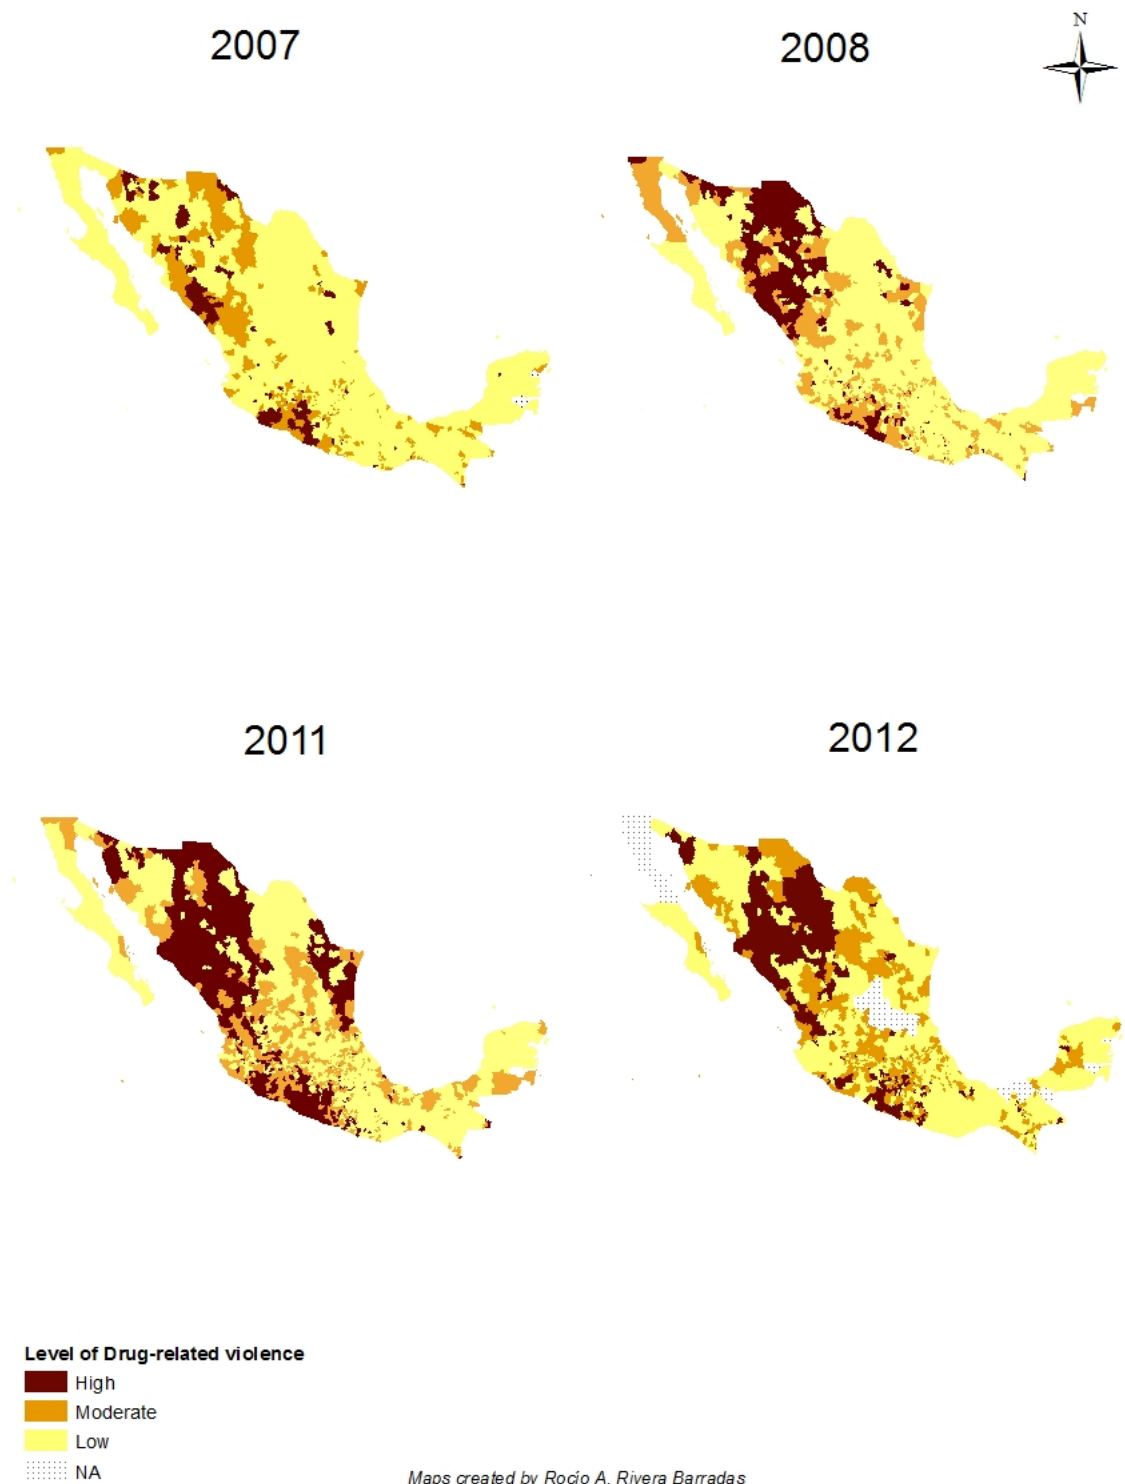 2007
2008
N
2011
2012
Level of Drug-related violence
High
Moderate
Low
NA
Maps created by Rocío A. Rivera Barradas